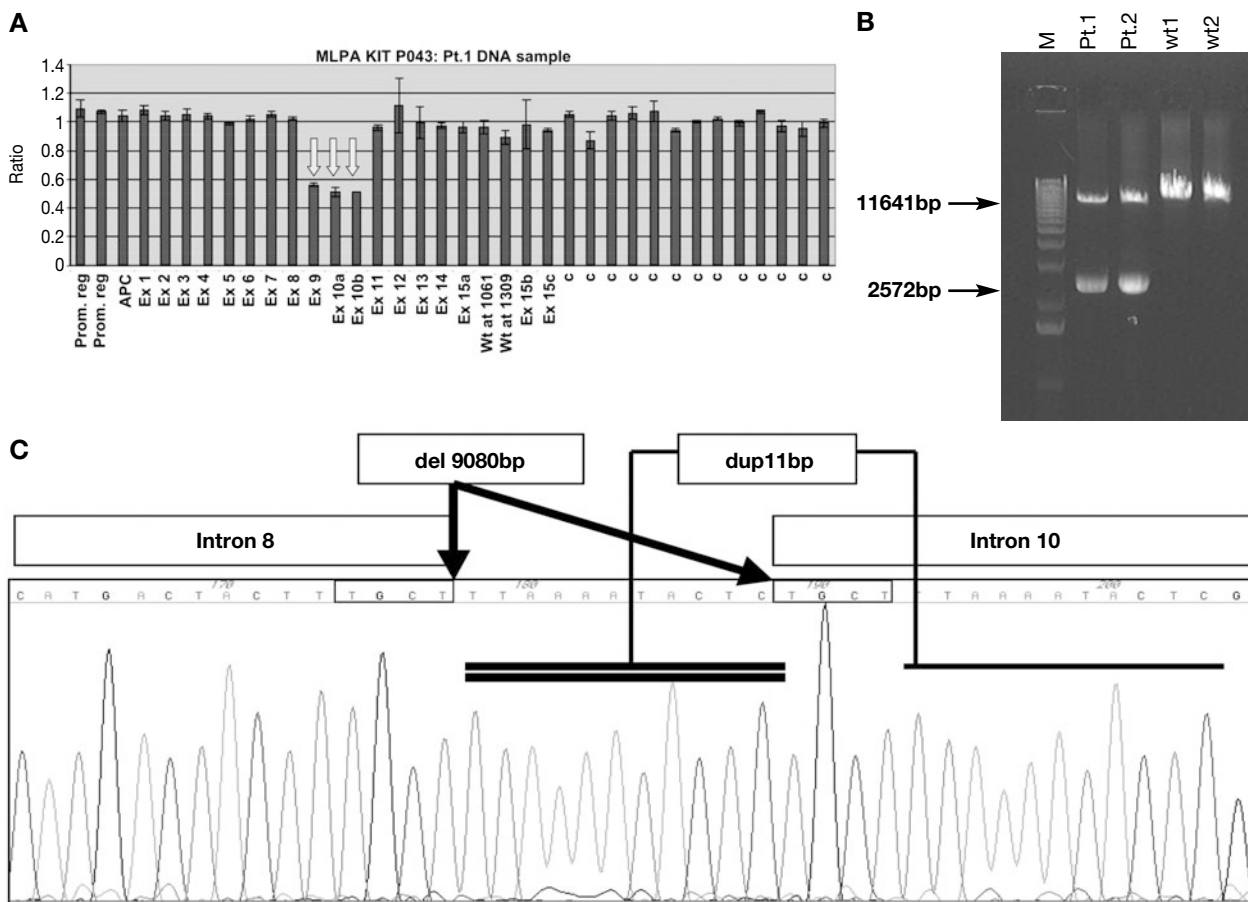 A
MLPA KIT P043: Pt.1 DNA sample
Ratio
1.4
1.2
1
0.8
0.6
0.4
0.2
0
Prom. reg
Prom. reg
APC
Ex 1
Ex 2
Ex 3
Ex 4
Ex 5
Ex 6
Ex 7
Ex 8
Ex 9
Ex 10a
Ex 10b
Ex 11
Ex 12
Ex 13
Ex 14
Ex 15a
Wt at 1061
Wt at 1309
Ex 15b
Ex 15c
c
c
c
c
c
c
c
c
c
c
c
c
c
B
M
Pt.1
Pt.2
wt1
wt2
11641bp
2572bp
C
del 9080bp
dup11bp
Intron 8
Intron 10
170
180
190
200
C A T G A C T A C T T T G C T T T A A A A T A C T C T G C T T T A A A A T A C T C G